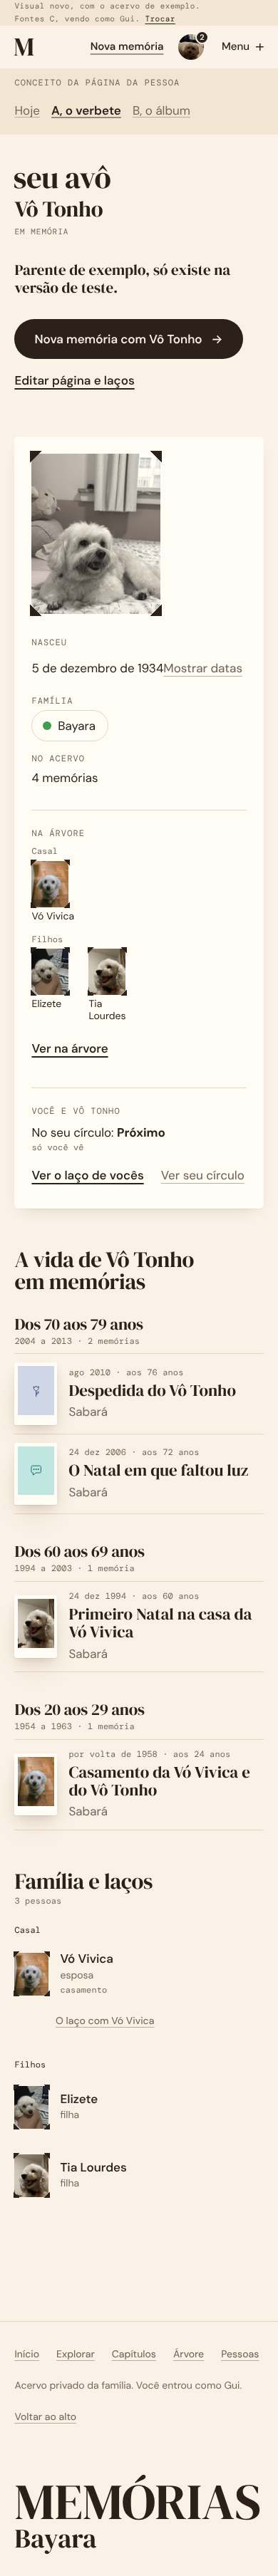 Visual novo, com o acervo de exemplo.
Fontes C, vendo como Gui. Trocar
M
Nova memória
2
Menu +
CONCEITO DA PÁGINA DA PESSOA
Hoje A, o verbete B, o álbum
seu avô
Vô Tonho
EM MEMÓRIA
Parente de exemplo, só existe na
versão de teste.
Nova memória com Vô Tonho →
Editar página e laços
NASCEU
5 de dezembro de 1934Mostrar datas
FAMÍLIA
Bayara
NO ACERVO
4 memórias
NA ÁRVORE
Casal
Vó Vivica
Filhos
Elizete
Tia
Lourdes
Ver na árvore
VOCÊ E VÔ TONHO
No seu círculo: Próximo
só você vê
Ver o laço de vocês Ver seu círculo
A vida de Vô Tonho
em memórias
Dos 70 aos 79 anos
2004 a 2013 · 2 memórias
ago 2010 · aos 76 anos
Despedida do Vô Tonho
Sabará
24 dez 2006 · aos 72 anos
O Natal em que faltou luz
Sabará
Dos 60 aos 69 anos
1994 a 2003 · 1 memória
24 dez 1994 · aos 60 anos
Primeiro Natal na casa da
Vó Vivica
Sabará
Dos 20 aos 29 anos
1954 a 1963 · 1 memória
por volta de 1958 · aos 24 anos
Casamento da Vó Vivica e
do Vô Tonho
Sabará
Família e laços
3 pessoas
Casal
Vó Vivica
esposa
casamento
O laço com Vó Vivica
Filhos
Elizete
filha
Tia Lourdes
filha
Início Explorar Capítulos Árvore Pessoas
Acervo privado da família. Você entrou como Gui.
Voltar ao alto
MEMÓRIAS
Bayara